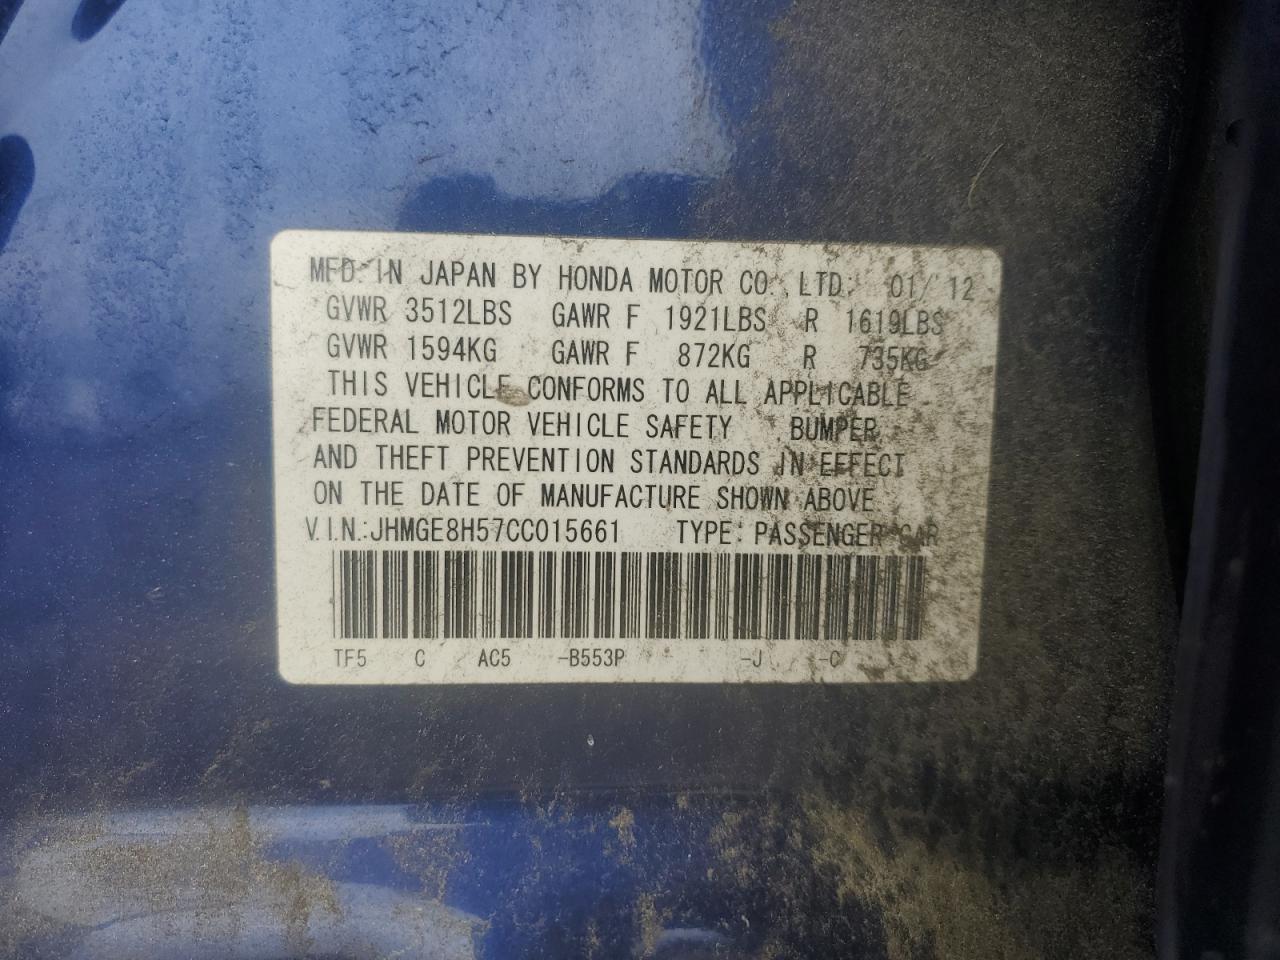 MFD. IN JAPAN BY HONDA MOTOR CO., LTD. 01/ 12
GVWR 3512LBS GAWR F 1921LBS R 1619LBS
GVWR 1594KG GAWR F 872KG R 735KG
THIS VEHICLE CONFORMS TO ALL APPLICABLE
FEDERAL MOTOR VEHICLE SAFETY BUMPER
AND THEFT PREVENTION STANDARDS IN EFFECT
ON THE DATE OF MANUFACTURE SHOWN ABOVE
V.I.N.:JHMGE8H57CC015661 TYPE: PASSENGER CAR
TF5 C AC5 -B553P -J -C